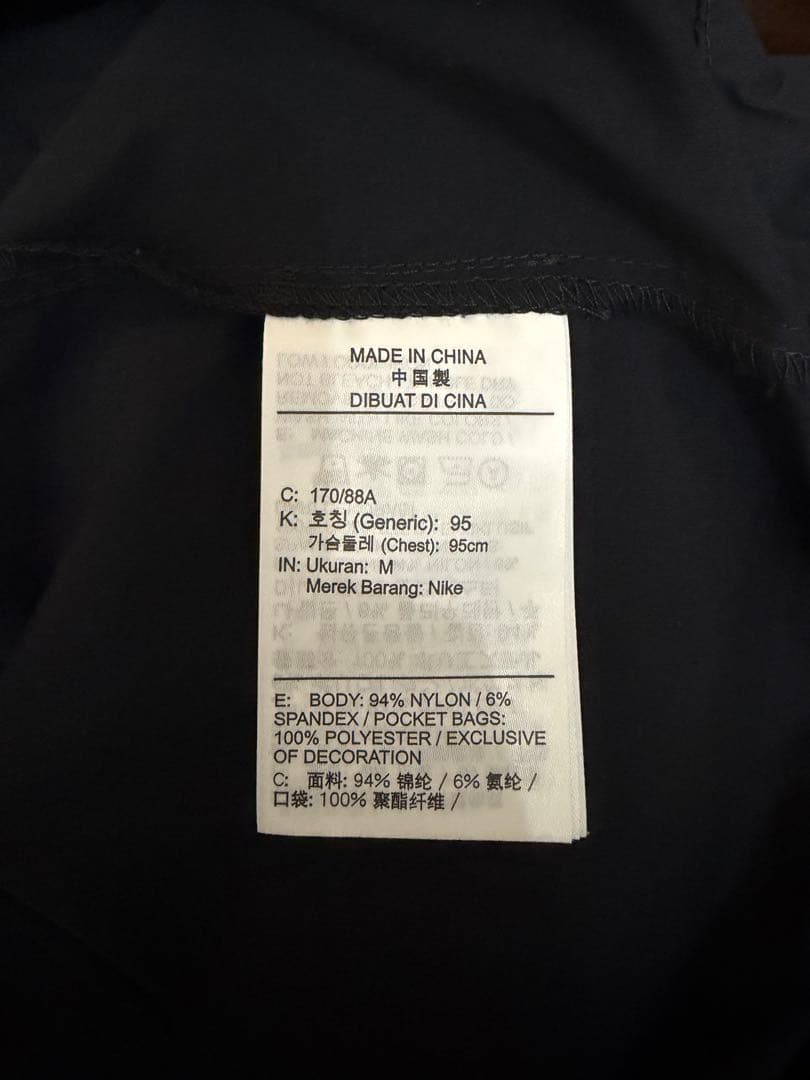 MADE IN CHINA
中国製
DIBUAT DI CINA
C: 170/88A
K: 호칭 (Generic): 95
가슴둘레 (Chest): 95cm
IN: Ukuran: M
Merek Barang: Nike
E: BODY: 94% NYLON / 6%
SPANDEX / POCKET BAGS:
100% POLYESTER / EXCLUSIVE
OF DECORATION
C: 面料: 94% 锦纶 / 6% 氨纶 /
口袋: 100% 聚酯纤维 /